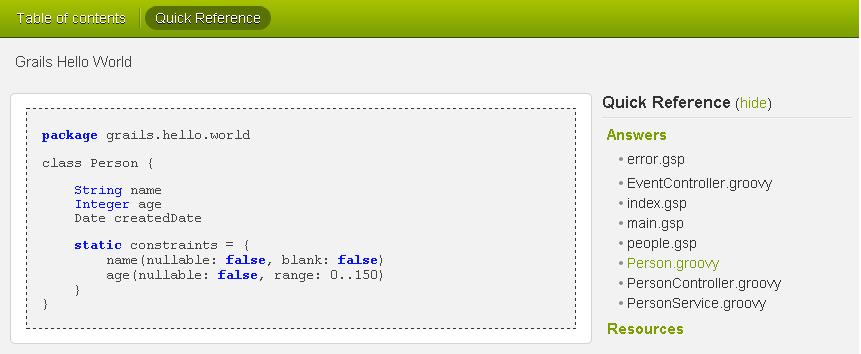 Table of contents
Quick Reference
Grails Hello World
package grails.hello.world
class Person {
String name
Integer age
Date createdDate
static constraints = {
name(nullable: false, blank: false)
age(nullable: false, range: 0..150)
}
}
Quick Reference (hide)
Answers
error.gsp
EventController.groovy
index.gsp
main.gsp
people.gsp
Person.groovy
PersonController.groovy
PersonService.groovy
Resources